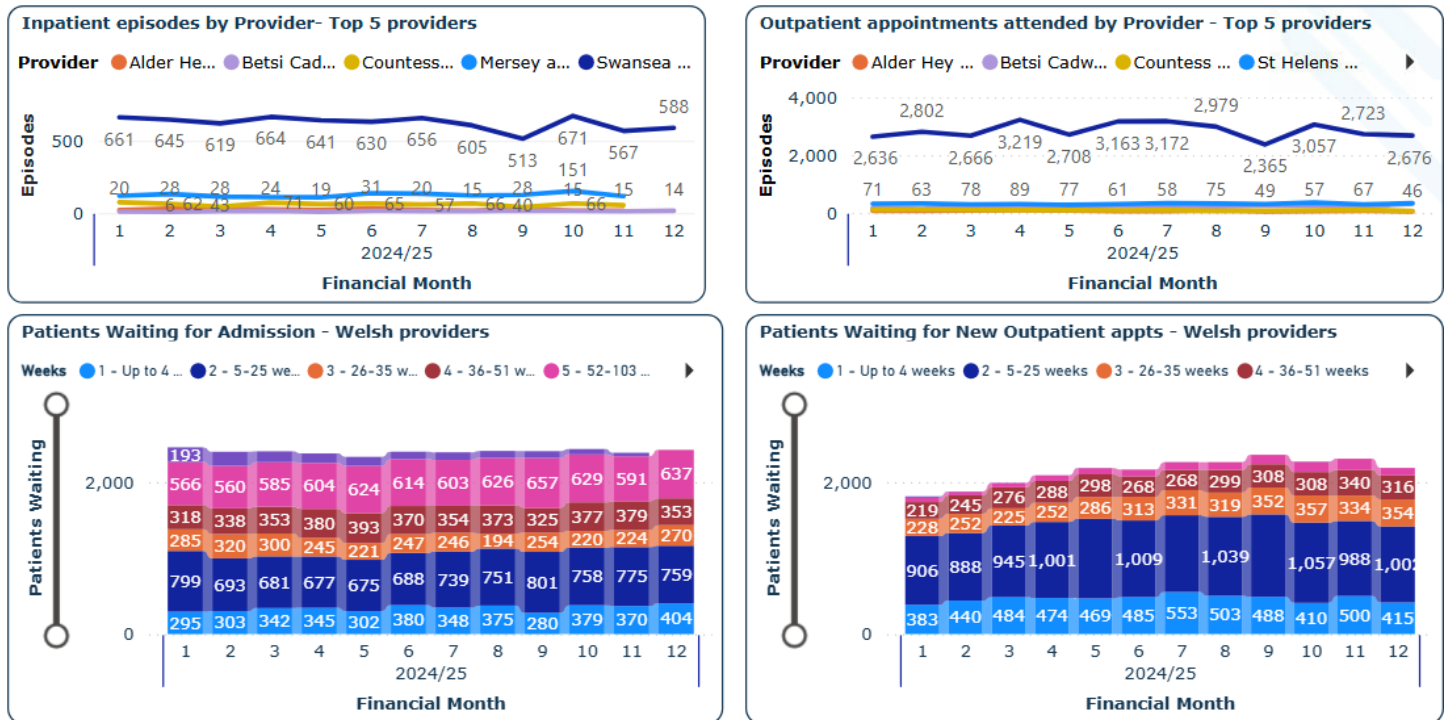 Inpatient episodes by Provider- Top 5 providers
Provider Alder He... Betsi Cad... Countess... Mersey a... Swansea ...
Episodes
500
0
661 645 619 664 641 630 656 605 513 671 567 588
151
20 28 28 24 19 31 20 15 28 15 15 14
6 62 43 71 60 65 57 66 40 66
1 2 3 4 5 6 7 8 9 10 11 12
2024/25
Financial Month
Outpatient appointments attended by Provider - Top 5 providers
Provider Alder Hey ... Betsi Cadw... Countess ... St Helens ...
Episodes
4,000
2,000
0
2,636 2,802 2,666 3,219 2,708 3,163 3,172 2,979 2,365 3,057 2,723 2,676
71 63 78 89 77 61 58 75 49 57 67 46
1 2 3 4 5 6 7 8 9 10 11 12
2024/25
Financial Month
Patients Waiting for Admission - Welsh providers
Weeks 1 - Up to 4 ... 2 - 5-25 we... 3 - 26-35 w... 4 - 36-51 w... 5 - 52-103 ...
Patients Waiting
2,000
0
193
566 560 585 604 624 614 603 626 657 629 591 637
318 338 353 380 393 370 354 373 325 377 379 353
285 320 300 245 221 247 246 194 254 220 224 270
799 693 681 677 675 688 739 751 801 758 775 759
295 303 342 345 302 380 348 375 280 379 370 404
1 2 3 4 5 6 7 8 9 10 11 12
2024/25
Financial Month
Patients Waiting for New Outpatient appts - Welsh providers
Weeks 1 - Up to 4 weeks 2 - 5-25 weeks 3 - 26-35 weeks 4 - 36-51 weeks
Patients Waiting
2,000
0
219 245 276 288 298 268 268 299 308 308 340 316
228 252 225 252 286 313 331 319 352 357 334 354
906 888 945 1,001 1,009 1,039 1,057 988 1,002
383 440 484 474 469 485 553 503 488 410 500 415
1 2 3 4 5 6 7 8 9 10 11 12
2024/25
Financial Month